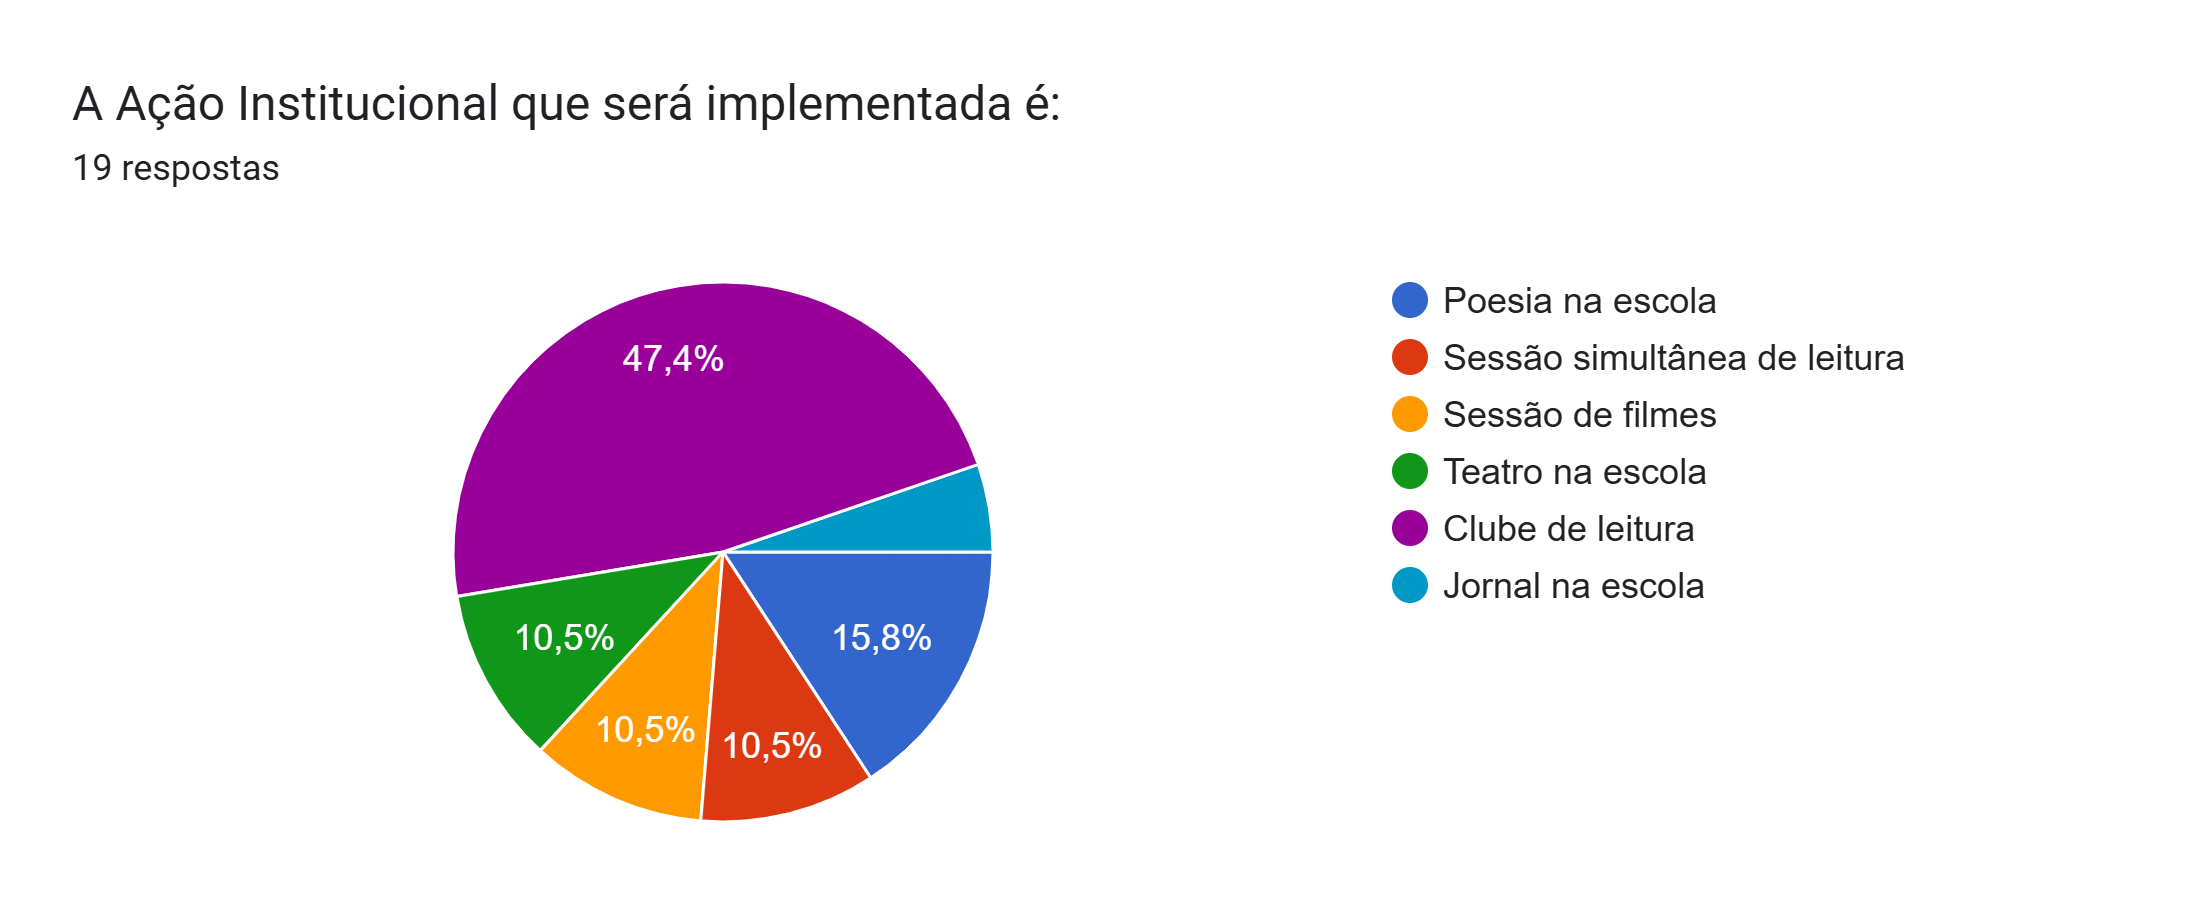 A Ação Institucional que será implementada é:
19 respostas
47,4%
10,5%
10,5%
10,5%
15,8%
Poesia na escola
Sessão simultânea de leitura
Sessão de filmes
Teatro na escola
Clube de leitura
Jornal na escola